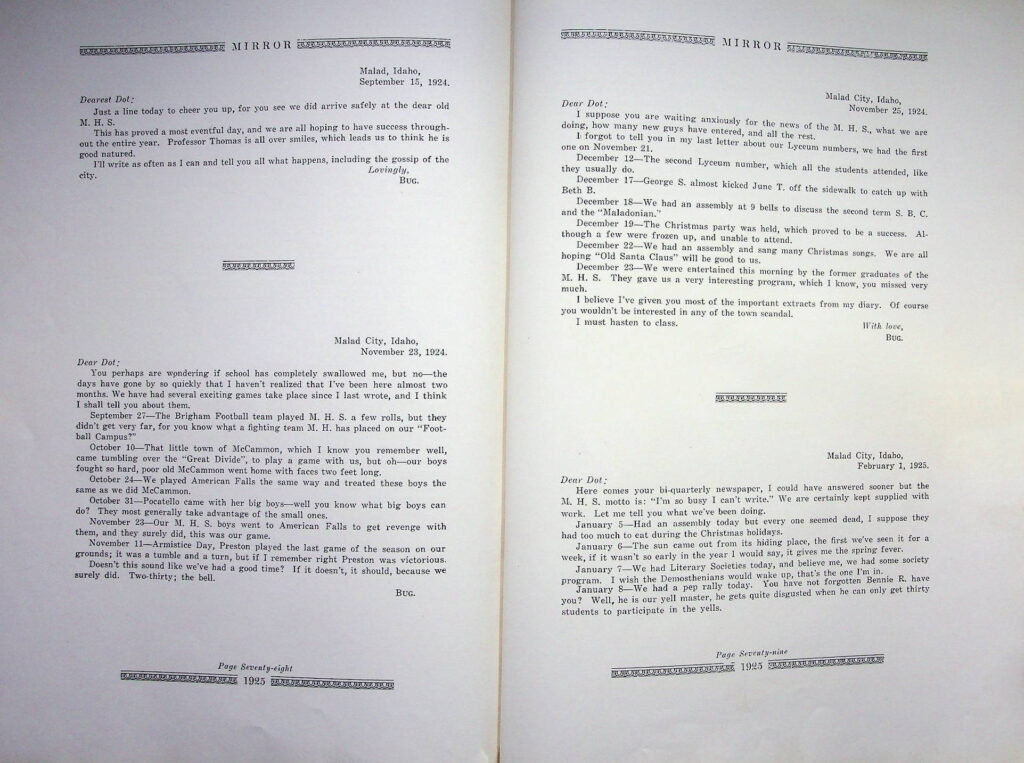 MIRROR
Malad, Idaho,
September 15, 1924.
Dearest Dot:
Just a line today to cheer you up, for you see we did arrive safely at the dear old
M. H. S.
This has proved a most eventful day, and we are all hoping to have success through-
out the entire year. Professor Thomas is all over smiles, which leads us to think he is
good natured.
I'll write as often as I can and tell you all what happens, including the gossip of the
city.
Lovingly,
BUG.
Malad City, Idaho,
November 23, 1924.
Dear Dot:
You perhaps are wondering if school has completely swallowed me, but no—the
days have gone by so quickly that I haven't realized that I've been here almost two
months. We have had several exciting games take place since I last wrote, and I think
I shall tell you about them.
September 27—The Brigham Football team played M. H. S. a few rolls, but they
didn't get very far, for you know what a fighting team M. H. has placed on our "Foot-
ball Campus?"
October 10—That little town of McCammon, which I know you remember well,
came tumbling over the "Great Divide", to play a game with us, but oh—our boys
fought so hard, poor old McCammon went home with faces two feet long.
October 24—We played American Falls the same way and treated these boys the
same as we did McCammon.
October 31—Pocatello came with her big boys—well you know what big boys can
do? They most generally take advantage of the small ones.
November 23—Our M. H. S. boys went to American Falls to get revenge with
them, and they surely did, this was our game.
November 11—Armistice Day, Preston played the last game of the season on our
grounds; it was a tumble and a turn, but if I remember right Preston was victorious.
Doesn't this sound like we've had a good time? If it doesn't, it should, because we
surely did. Two-thirty; the bell.
BUG.
Page Seventy-eight
1925
MIRROR
Malad City, Idaho,
November 25, 1924.
Dear Dot:
I suppose you are waiting anxiously for the news of the M. H. S., what we are
doing, how many new guys have entered, and all the rest.
I forgot to tell you in my last letter about our Lyceum numbers, we had the first
one on November 21.
December 12—The second Lyceum number, which all the students attended, like
they usually do.
December 17—George S. almost kicked June T. off the sidewalk to catch up with
Beth B.
December 18—We had an assembly at 9 bells to discuss the second term S. B. C.
and the "Maladonian."
December 19—The Christmas party was held, which proved to be a success. Al-
though a few were frozen up, and unable to attend.
December 22—We had an assembly and sang many Christmas songs. We are all
hoping "Old Santa Claus" will be good to us.
December 23—We were entertained this morning by the former graduates of the
M. H. S. They gave us a very interesting program, which I know, you missed very
much.
I believe I've given you most of the important extracts from my diary. Of course
you wouldn't be interested in any of the town scandal.
I must hasten to class.
With love,
BUG.
Malad City, Idaho,
February 1, 1925.
Dear Dot:
Here comes your bi-quarterly newspaper, I could have answered sooner but the
M. H. S. motto is: "I'm so busy I can't write." We are certainly kept supplied with
work. Let me tell you what we've been doing.
January 5—Had an assembly today but every one seemed dead, I suppose they
had too much to eat during the Christmas holidays.
January 6—The sun came out from its hiding place, the first we've seen it for a
week, if it wasn't so early in the year I would say, it gives me the spring fever.
January 7—We had Literary Societies today, and believe me, we had some society
program. I wish the Demosthenians would wake up, that's the one I'm in.
January 8—We had a pep rally today. You have not forgotten Bennie R. have
you? Well, he is our yell master, he gets quite disgusted when he can only get thirty
students to participate in the yells.
Page Seventy-nine
1925